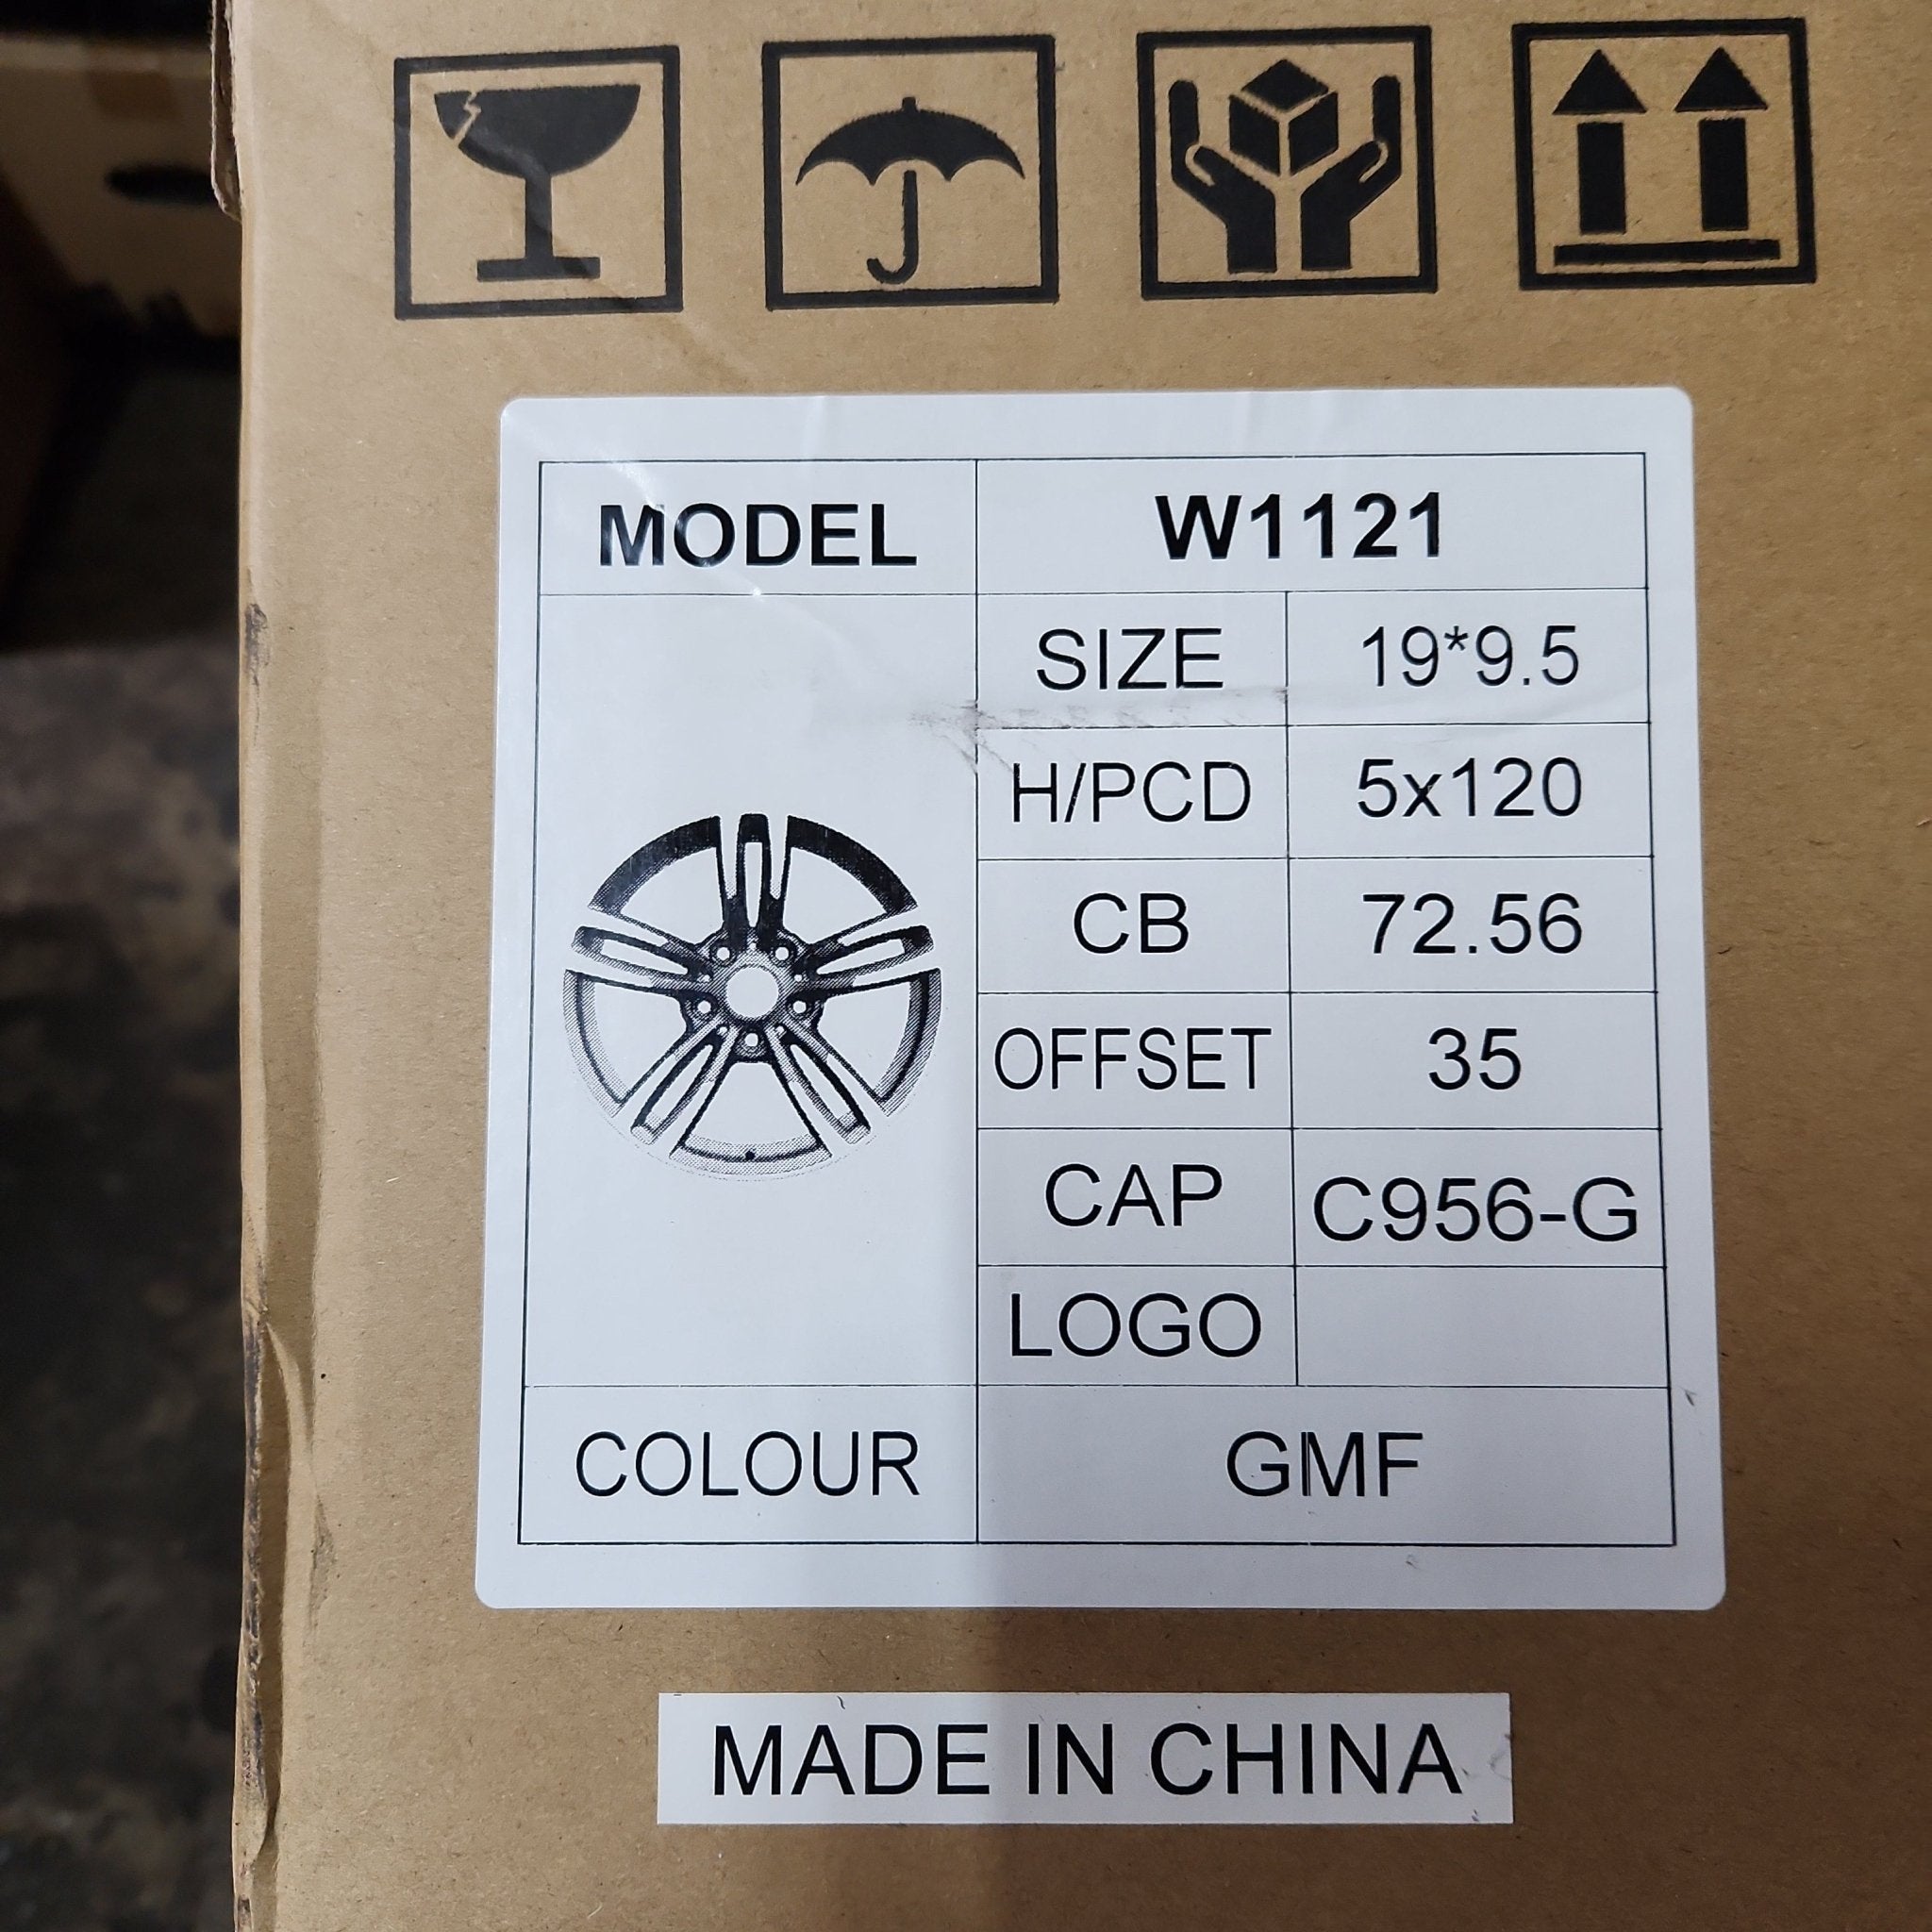 MODEL W1121
SIZE 19*9.5
H/PCD 5x120
CB 72.56
OFFSET 35
CAP C956-G
LOGO
COLOUR GMF
MADE IN CHINA